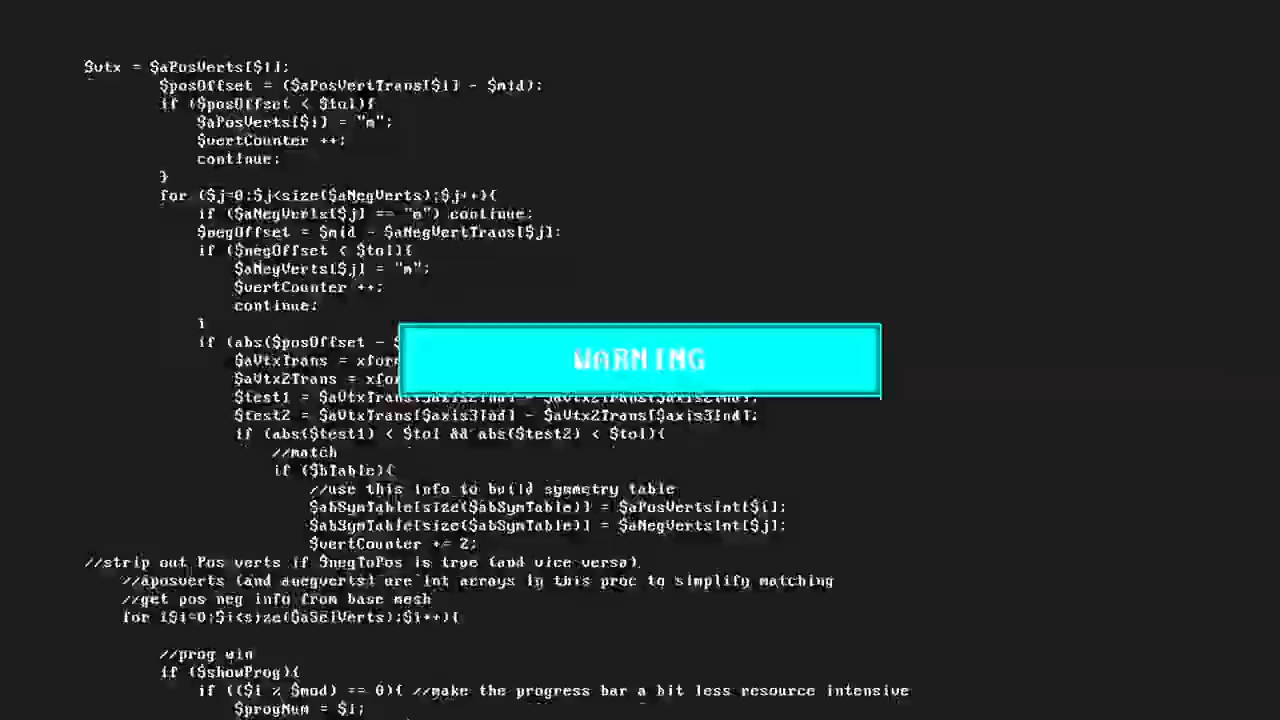 $vtx = $aPosVerts[$i];
$posOffset = ($aPosVertTrans[$i] - $mid);
if ($posOffset < $tol){
$aPosVerts[$i] = "m";
$vertCounter ++;
continue;
}
for ($j=0;$j<size($aNegVerts);$j++){
if ($aNegVerts[$j] == "m") continue;
$negOffset = $mid - $aNegVertTrans[$j];
if ($negOffset < $tol){
$aNegVerts[$j] = "m";
$vertCounter ++;
continue;
}
if (abs($posOffset - $
WARNING
$aVtxTrans = xform
$aVtx2Trans = xfor
$test1 = $aVtxTrans[$axis2Ind] - $aVtx2Trans[$axis2Ind];
$test2 = $aVtxTrans[$axis3Ind] - $aVtx2Trans[$axis3Ind];
if (abs($test1) < $tol && abs($test2) < $tol){
//match
if ($bTable){
//use this info to build symmetry table
$abSymTable[size($abSymTable)] = $aPosVertsInt[$i];
$abSymTable[size($abSymTable)] = $aNegVertsInt[$j];
$vertCounter += 2;
//strip out Pos verts if $negToPos is true (and vice versa).
//aposverts (and anegverts) are int arrays in this proc to simplify matching
//get pos neg info from base mesh
for ($i=0;$i<size($aSelVerts);$i++){
//prog win
if ($showProg){
if (($i % $mod) == 0){ //make the progress bar a bit less resource intensive
$progNum = $i;